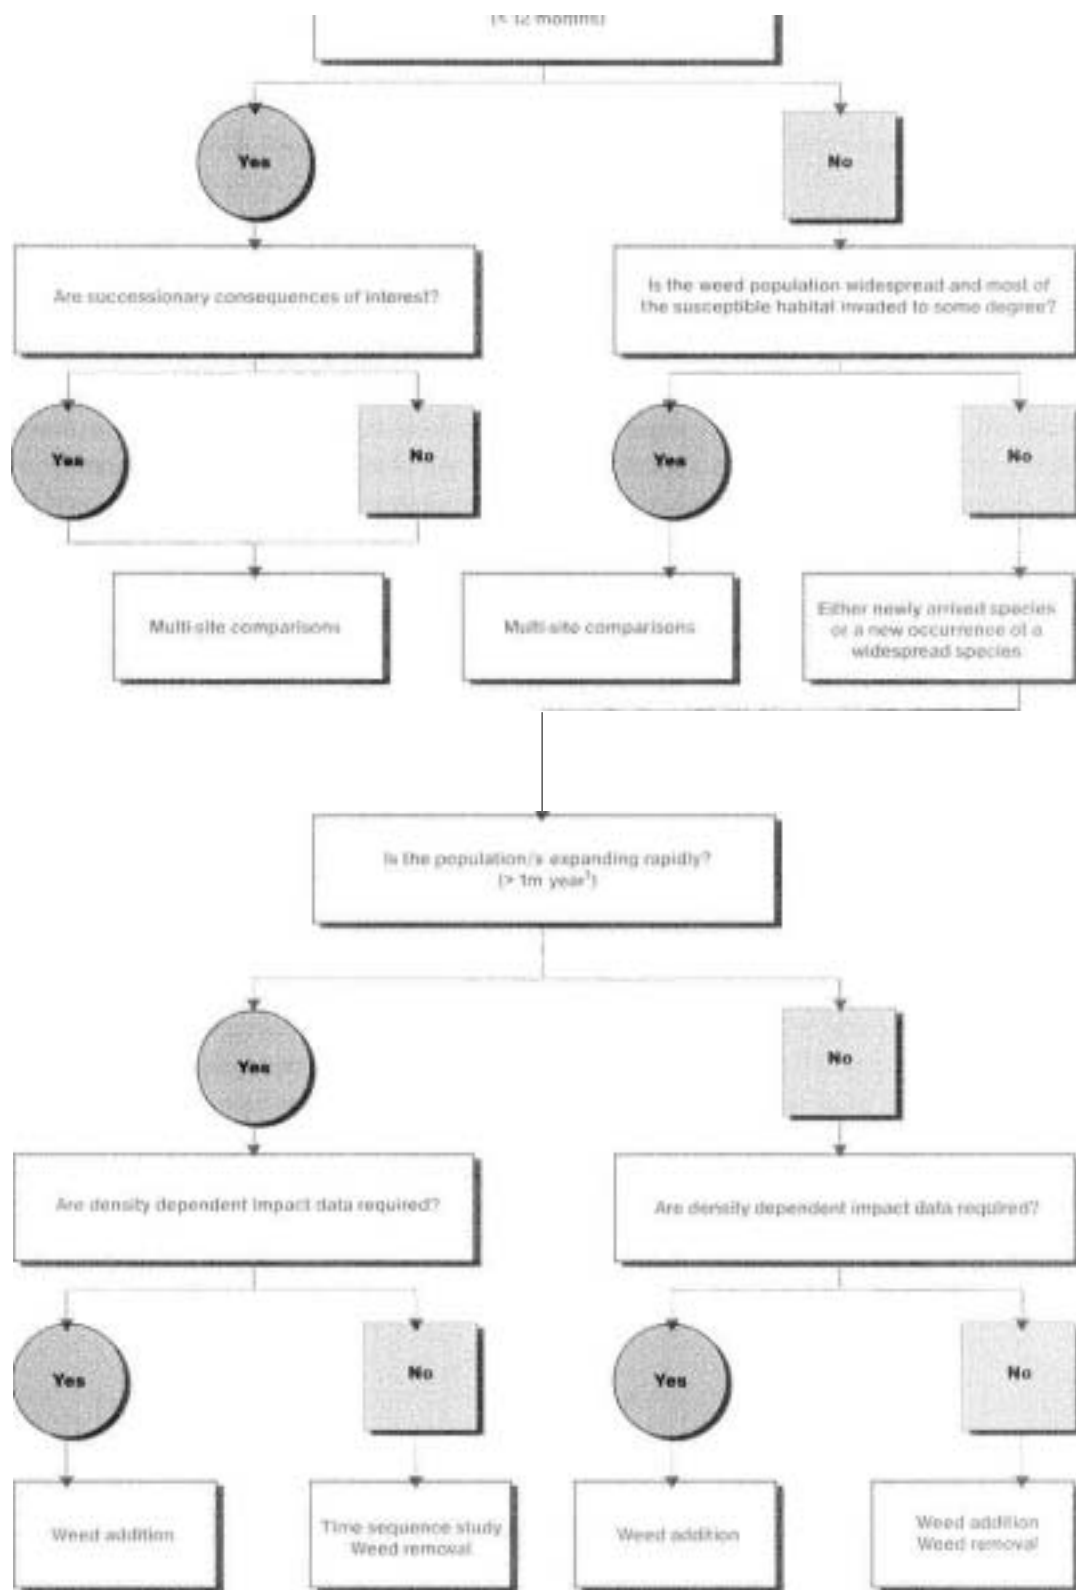 (< 12 months)
Yes
No
Are successionary consequences of interest?
Is the weed population widespread and most of
the susceptible habitat invaded to some degree?
Yes
No
Yes
No
Multi-site comparisons
Multi-site comparisons
Either newly arrived species
or a new occurrence of a
widespread species
Is the population/s expanding rapidly?
(> 1m year¹)
Yes
No
Are density dependent impact data required?
Are density dependent impact data required?
Yes
No
Yes
No
Weed addition
Time sequence study
Weed removal
Weed addition
Weed addition
Weed removal